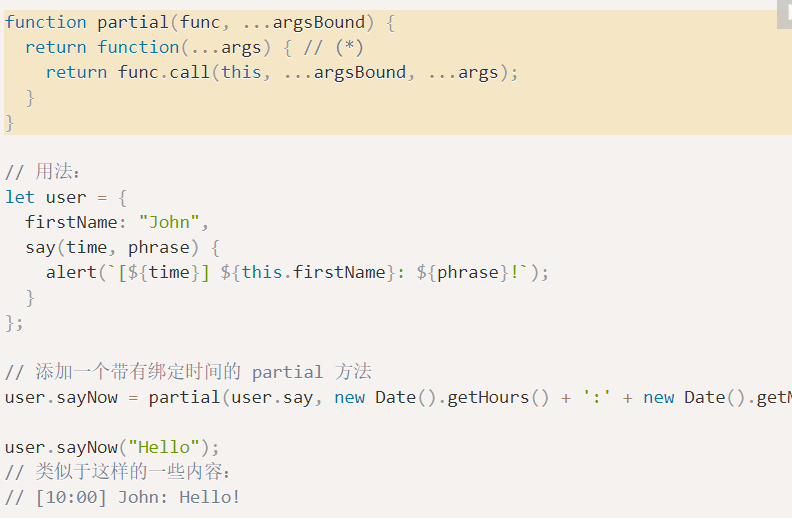 function partial(func, ...argsBound) {
  return function(...args) { // (*)
    return func.call(this, ...argsBound, ...args);
  }
}

// 用法：
let user = {
  firstName: "John",
  say(time, phrase) {
    alert(`[${time}] ${this.firstName}: ${phrase}!`);
  }
};

// 添加一个带有绑定时间的 partial 方法
user.sayNow = partial(user.say, new Date().getHours() + ':' + new Date().get

user.sayNow("Hello");
// 类似于这样的一些内容：
// [10:00] John: Hello!